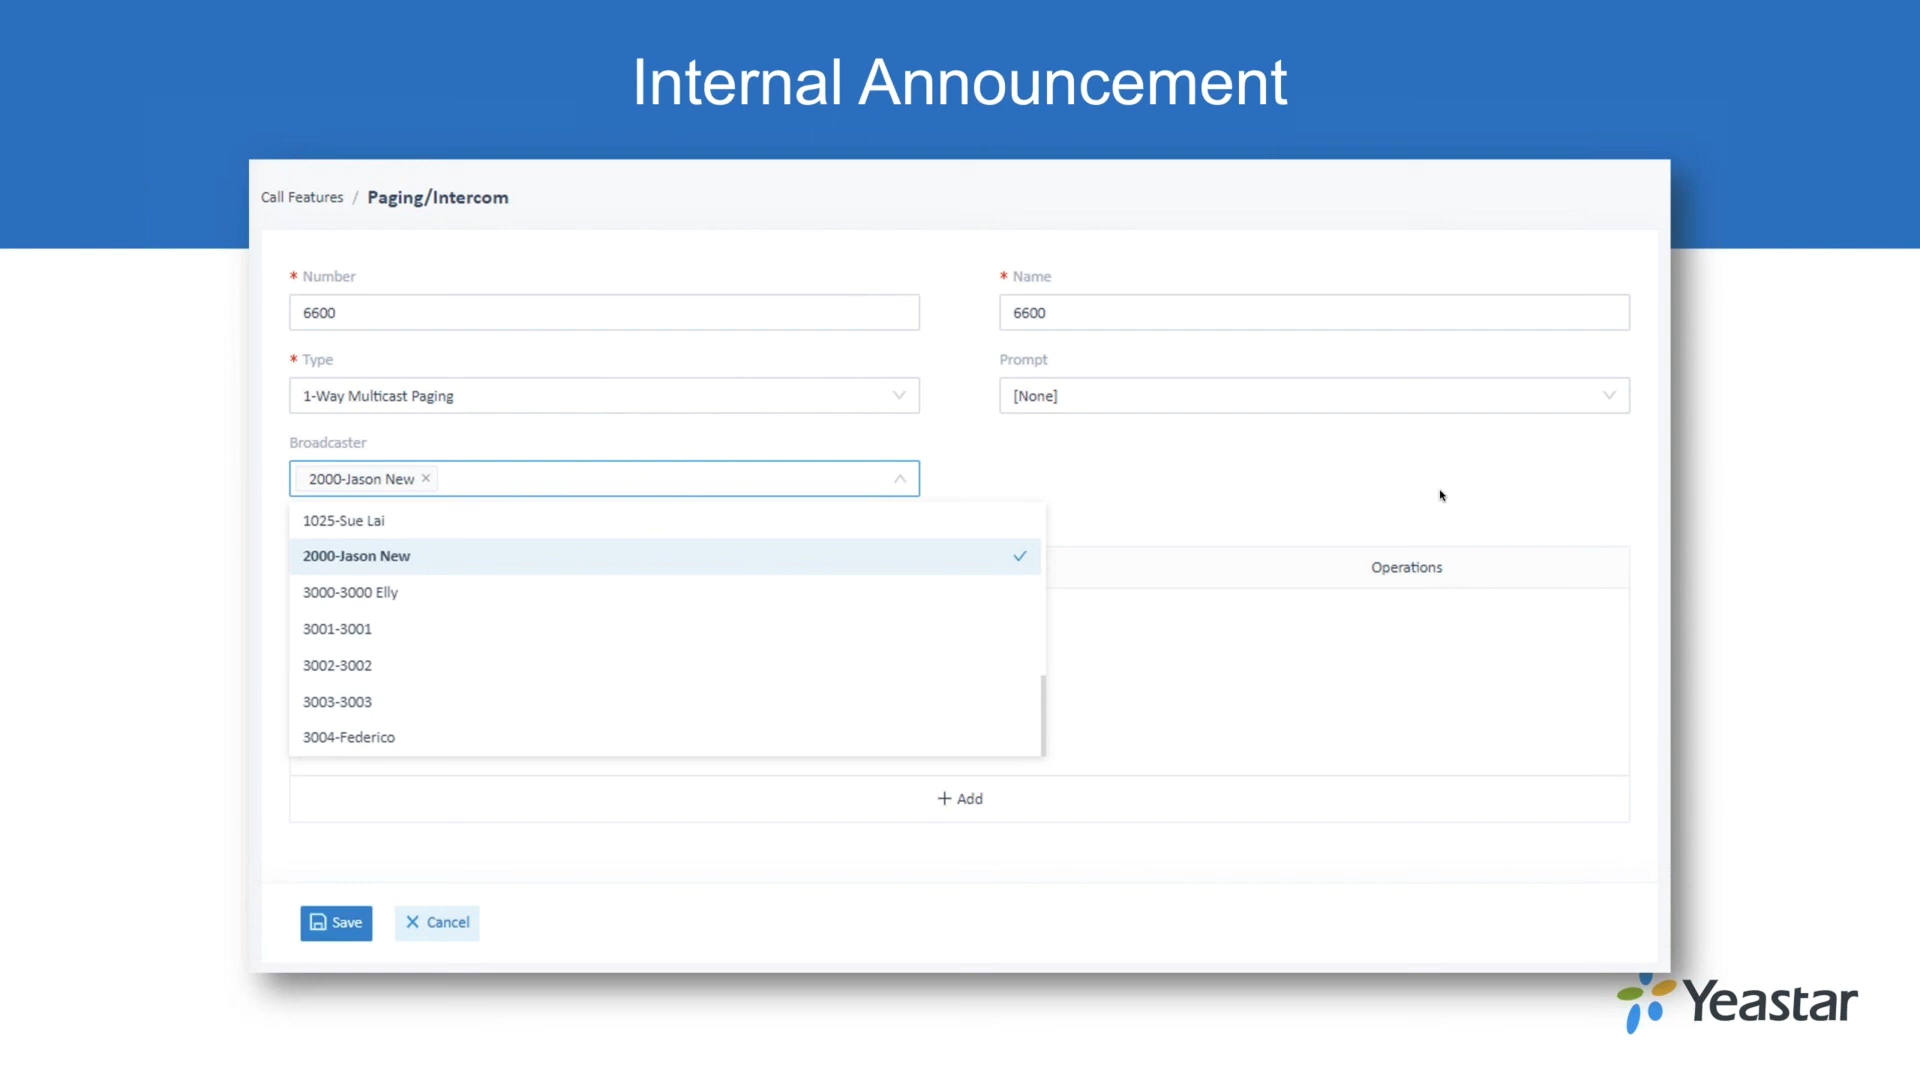 Internal Announcement
Call Features / Paging/Intercom
* Number
* Name
6600
6600
* Type
Prompt
1-Way Multicast Paging
[None]
Broadcaster
2000-Jason New ×
1025-Sue Lai
2000-Jason New
3000-3000 Elly
3001-3001
3002-3002
3003-3003
3004-Federico
Operations
+ Add
Save
× Cancel
Yeastar